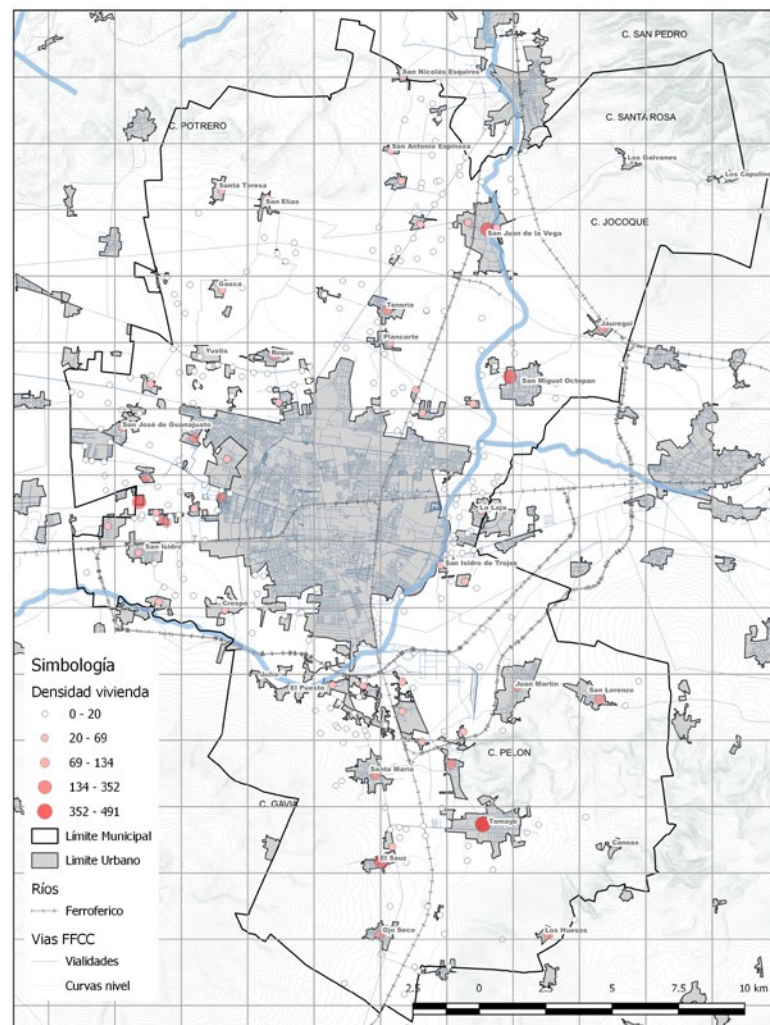 C. SAN PEDRO
San Nicolás Esquiros
C. SANTA ROSA
C. POTRERO
San Antonio Espinoza
Los Galvanes
Los Capulines
Santa Teresa
San Elías
C. JOCOQUE
San Juan de la Vega
Gasca
Tenería
Jáuregui
Plancarte
Yustis
Roque
San Miguel Octopan
San José de Guanajuato
La Laja
San Isidro
San Isidro de Trojes
Crespo
Jofre
El Puesto
Juan Martín
San Lorenzo
C. PELON
Santa María
C. GAVIA
Tamayo
Canoas
El Sauz
Ojo Seco
Los Huesos
Simbología
Densidad vivienda
0 - 20
20 - 69
69 - 134
134 - 352
352 - 491
Límite Municipal
Limite Urbano
Ríos
Ferroferico
Vias FFCC
Vialidades
Curvas nivel
2.5 0 2.5 5 7.5 10 km